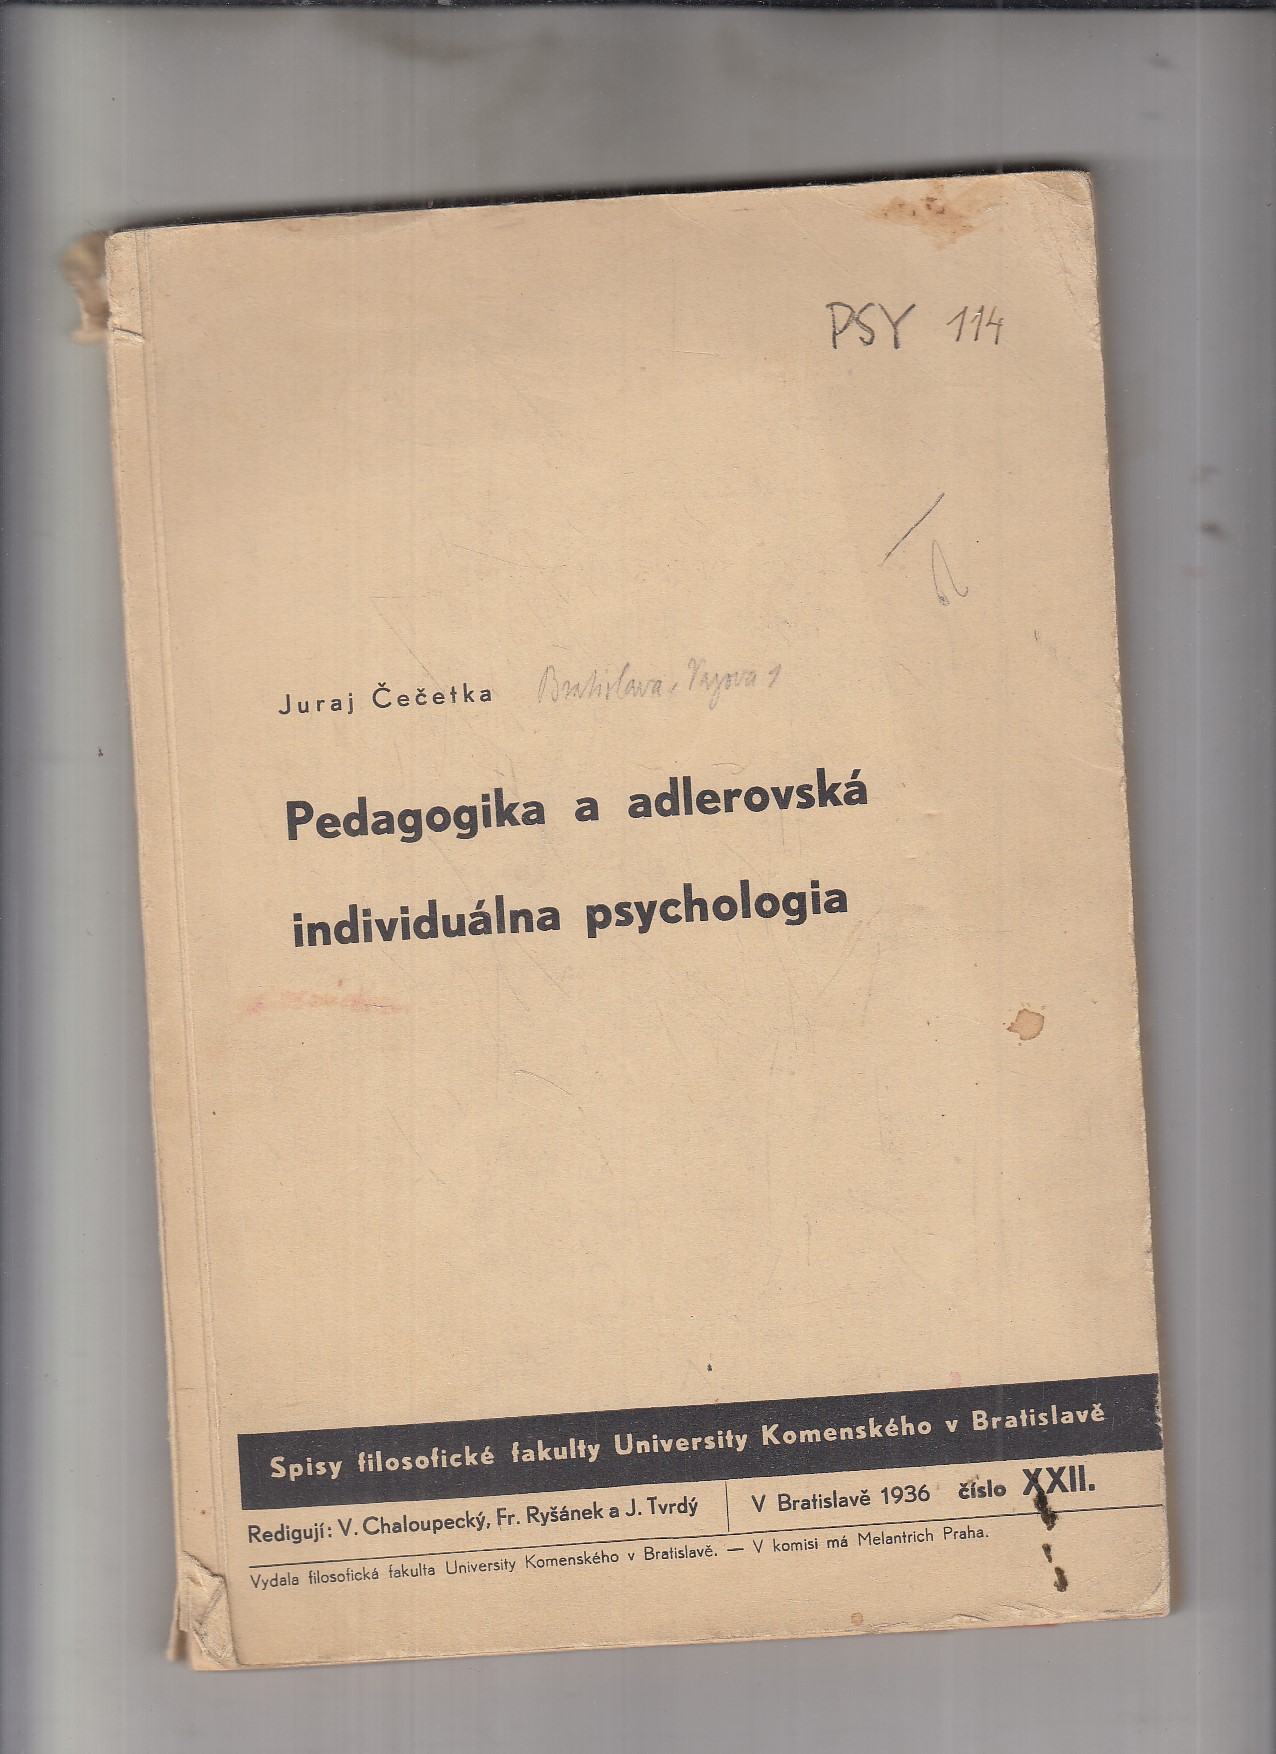 PSY 114
Juraj Čečetka Bratislava,
Pedagogika a adlerovská
individuálna psychologia
Spisy filosofické fakulty University Komenského v Bratislavě
Redigují: V. Chaloupecký, Fr. Ryšánek a J. Tvrdý
V Bratislavě 1936 číslo XXII.
Vydala filosofická fakulta University Komenského v Bratislavě. — V komisi má Melantrich Praha.